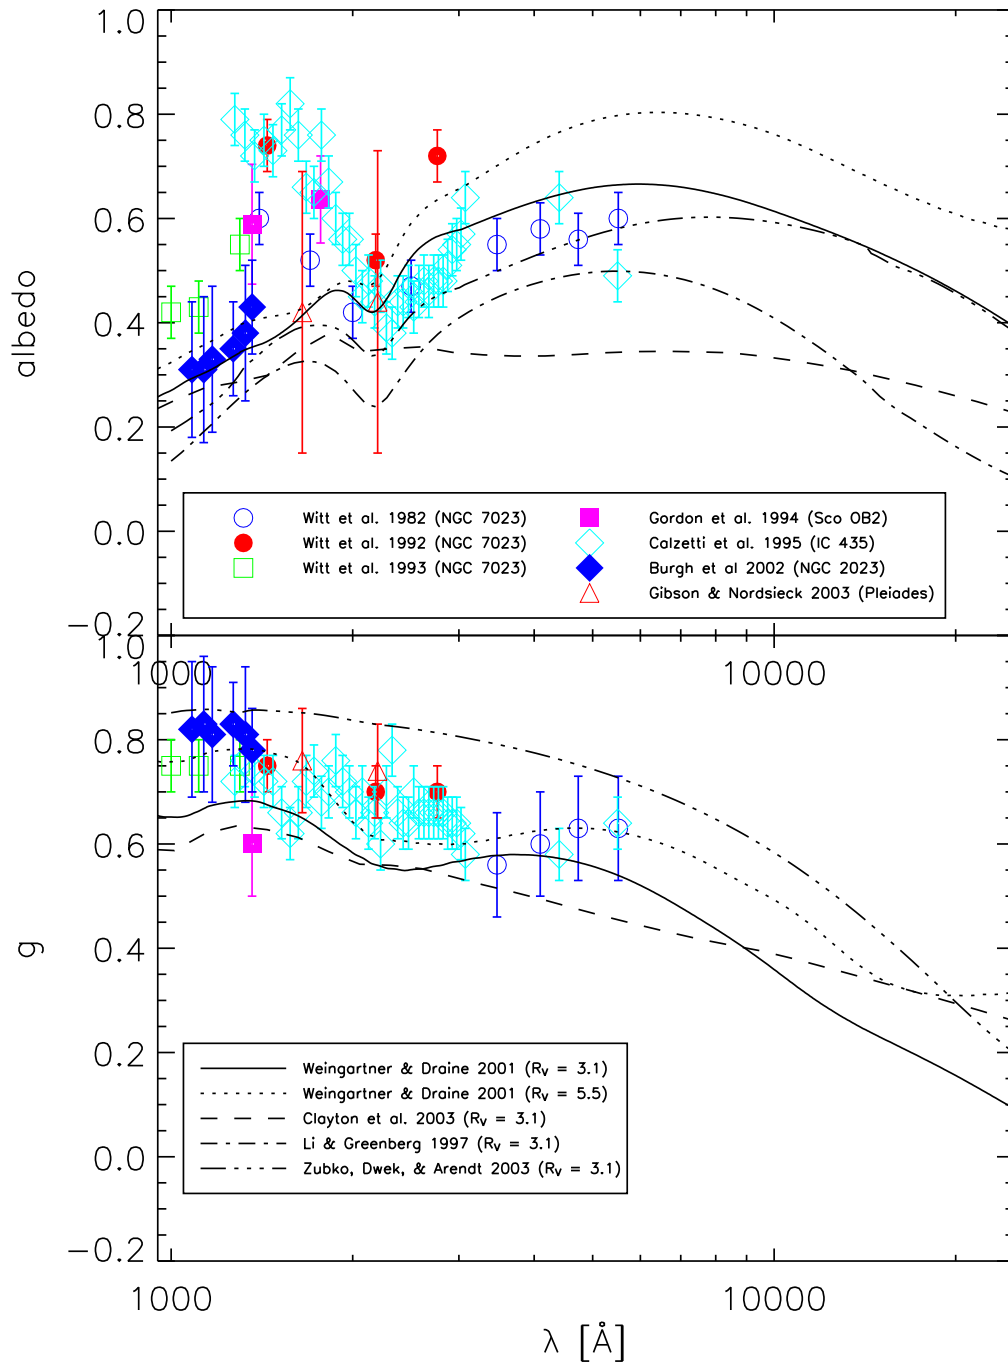 1.0
0.8
0.6
0.4
0.2
0.0
−0.2
albedo
Witt et al. 1982 (NGC 7023)
Witt et al. 1992 (NGC 7023)
Witt et al. 1993 (NGC 7023)
Gordon et al. 1994 (Sco OB2)
Calzetti et al. 1995 (IC 435)
Burgh et al 2002 (NGC 2023)
Gibson & Nordsieck 2003 (Pleiades)
1000
10000
1.0
0.8
0.6
0.4
0.2
0.0
−0.2
g
Weingartner & Draine 2001 (Rv = 3.1)
Weingartner & Draine 2001 (Rv = 5.5)
Clayton et al. 2003 (Rv = 3.1)
Li & Greenberg 1997 (Rv = 3.1)
Zubko, Dwek, & Arendt 2003 (Rv = 3.1)
1000
10000
λ [Å]